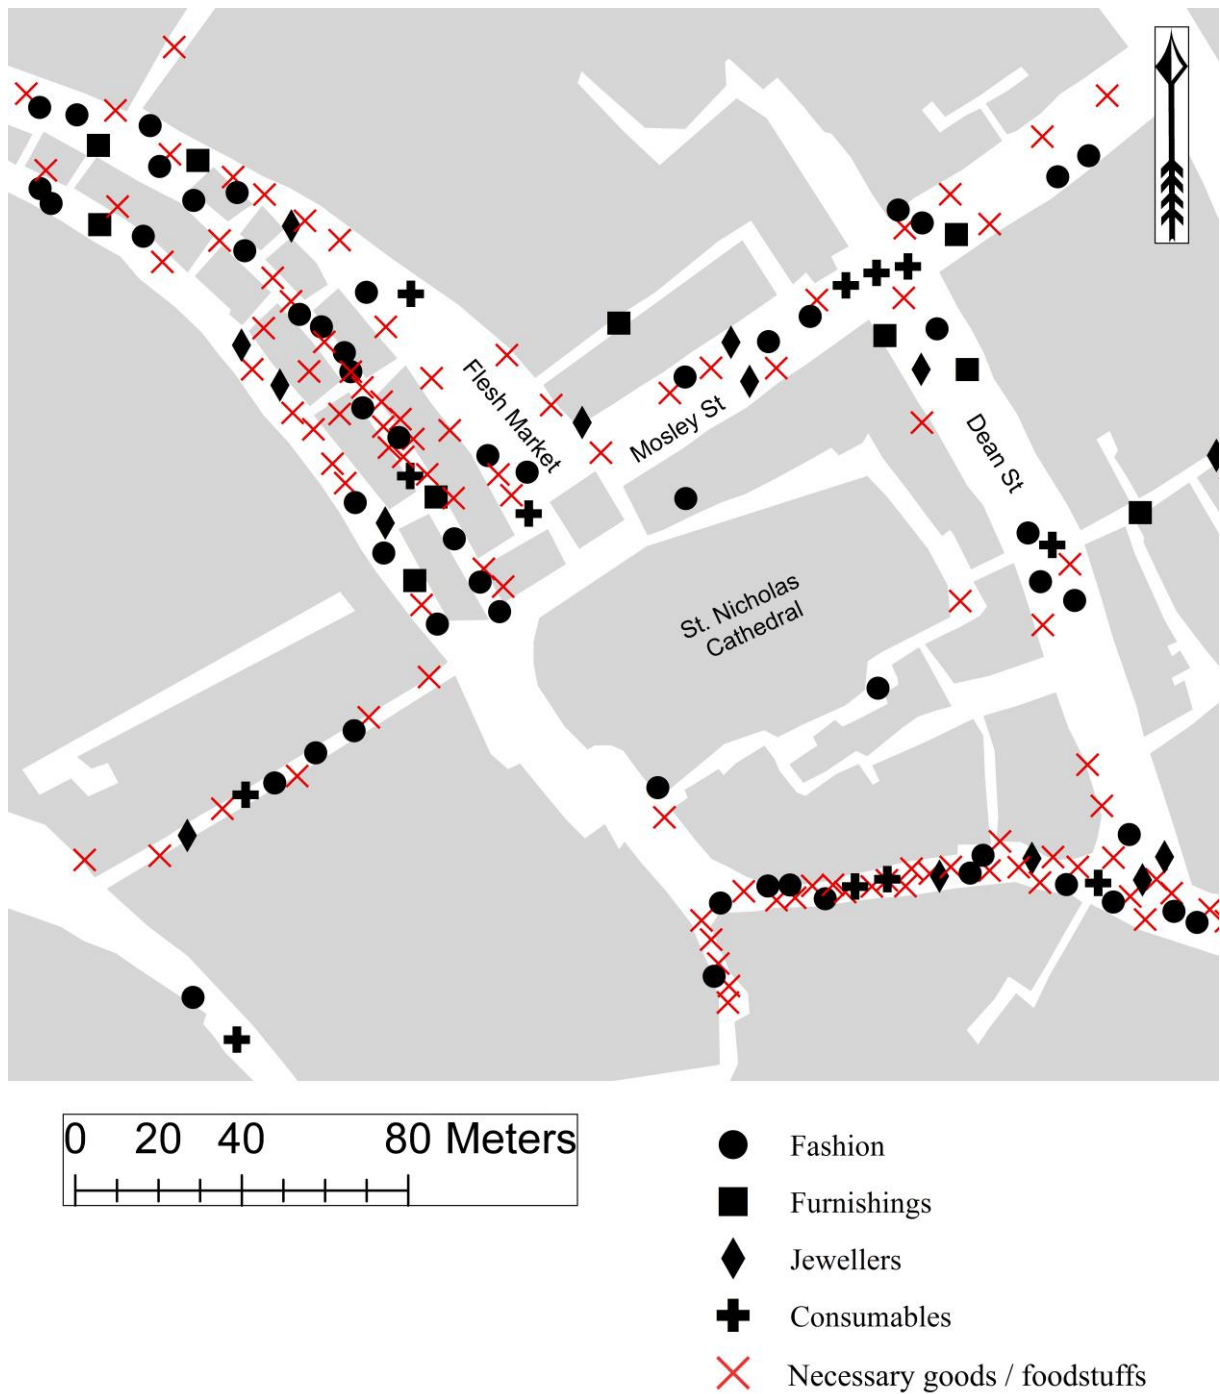 Flesh Market
Mosley St
Dean St
St. Nicholas
Cathedral
0 20 40 80 Meters
Fashion
Furnishings
Jewellers
Consumables
Necessary goods / foodstuffs